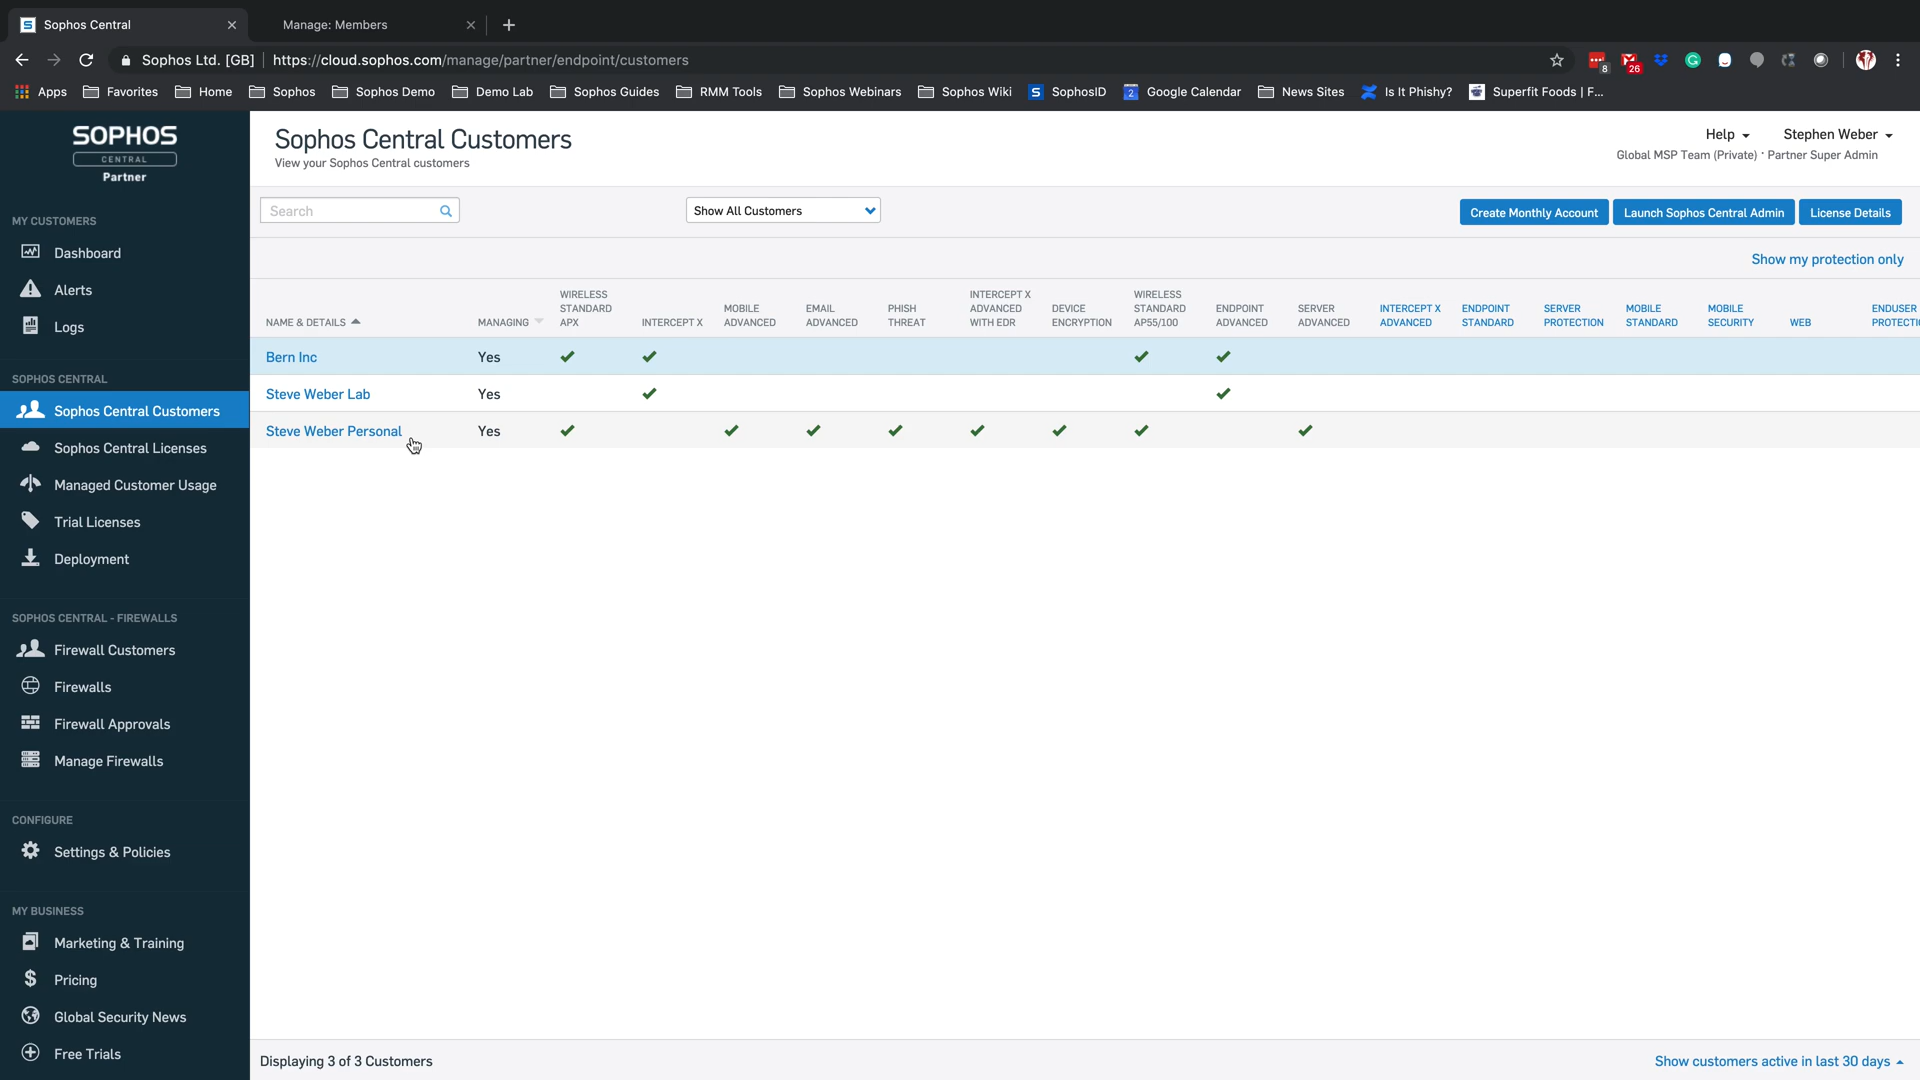 Sophos Central
Manage: Members
Sophos Ltd. [GB] https://cloud.sophos.com/manage/partner/endpoint/customers
8
26
Apps Favorites Home Sophos Sophos Demo Demo Lab Sophos Guides RMM Tools Sophos Webinars Sophos Wiki S SophosID 2 Google Calendar News Sites Is It Phishy? Superfit Foods | F...
SOPHOS
CENTRAL
Partner
MY CUSTOMERS
Dashboard
Alerts
Logs
SOPHOS CENTRAL
Sophos Central Customers
Sophos Central Licenses
Managed Customer Usage
Trial Licenses
Deployment
SOPHOS CENTRAL - FIREWALLS
Firewall Customers
Firewalls
Firewall Approvals
Manage Firewalls
CONFIGURE
Settings & Policies
MY BUSINESS
Marketing & Training
Pricing
Global Security News
Free Trials
Sophos Central Customers
View your Sophos Central customers
Help Stephen Weber
Global MSP Team (Private) · Partner Super Admin
Search
Show All Customers
Create Monthly Account Launch Sophos Central Admin License Details
Show my protection only
NAME & DETAILS
MANAGING
WIRELESS
STANDARD
APX
INTERCEPT X
MOBILE
ADVANCED
EMAIL
ADVANCED
PHISH
THREAT
INTERCEPT X
ADVANCED
WITH EDR
DEVICE
ENCRYPTION
WIRELESS
STANDARD
AP55/100
ENDPOINT
ADVANCED
SERVER
ADVANCED
INTERCEPT X
ADVANCED
ENDPOINT
STANDARD
SERVER
PROTECTION
MOBILE
STANDARD
MOBILE
SECURITY
WEB
ENDUSER
PROTECTI
Bern Inc Yes
Steve Weber Lab Yes
Steve Weber Personal Yes
Displaying 3 of 3 Customers
Show customers active in last 30 days